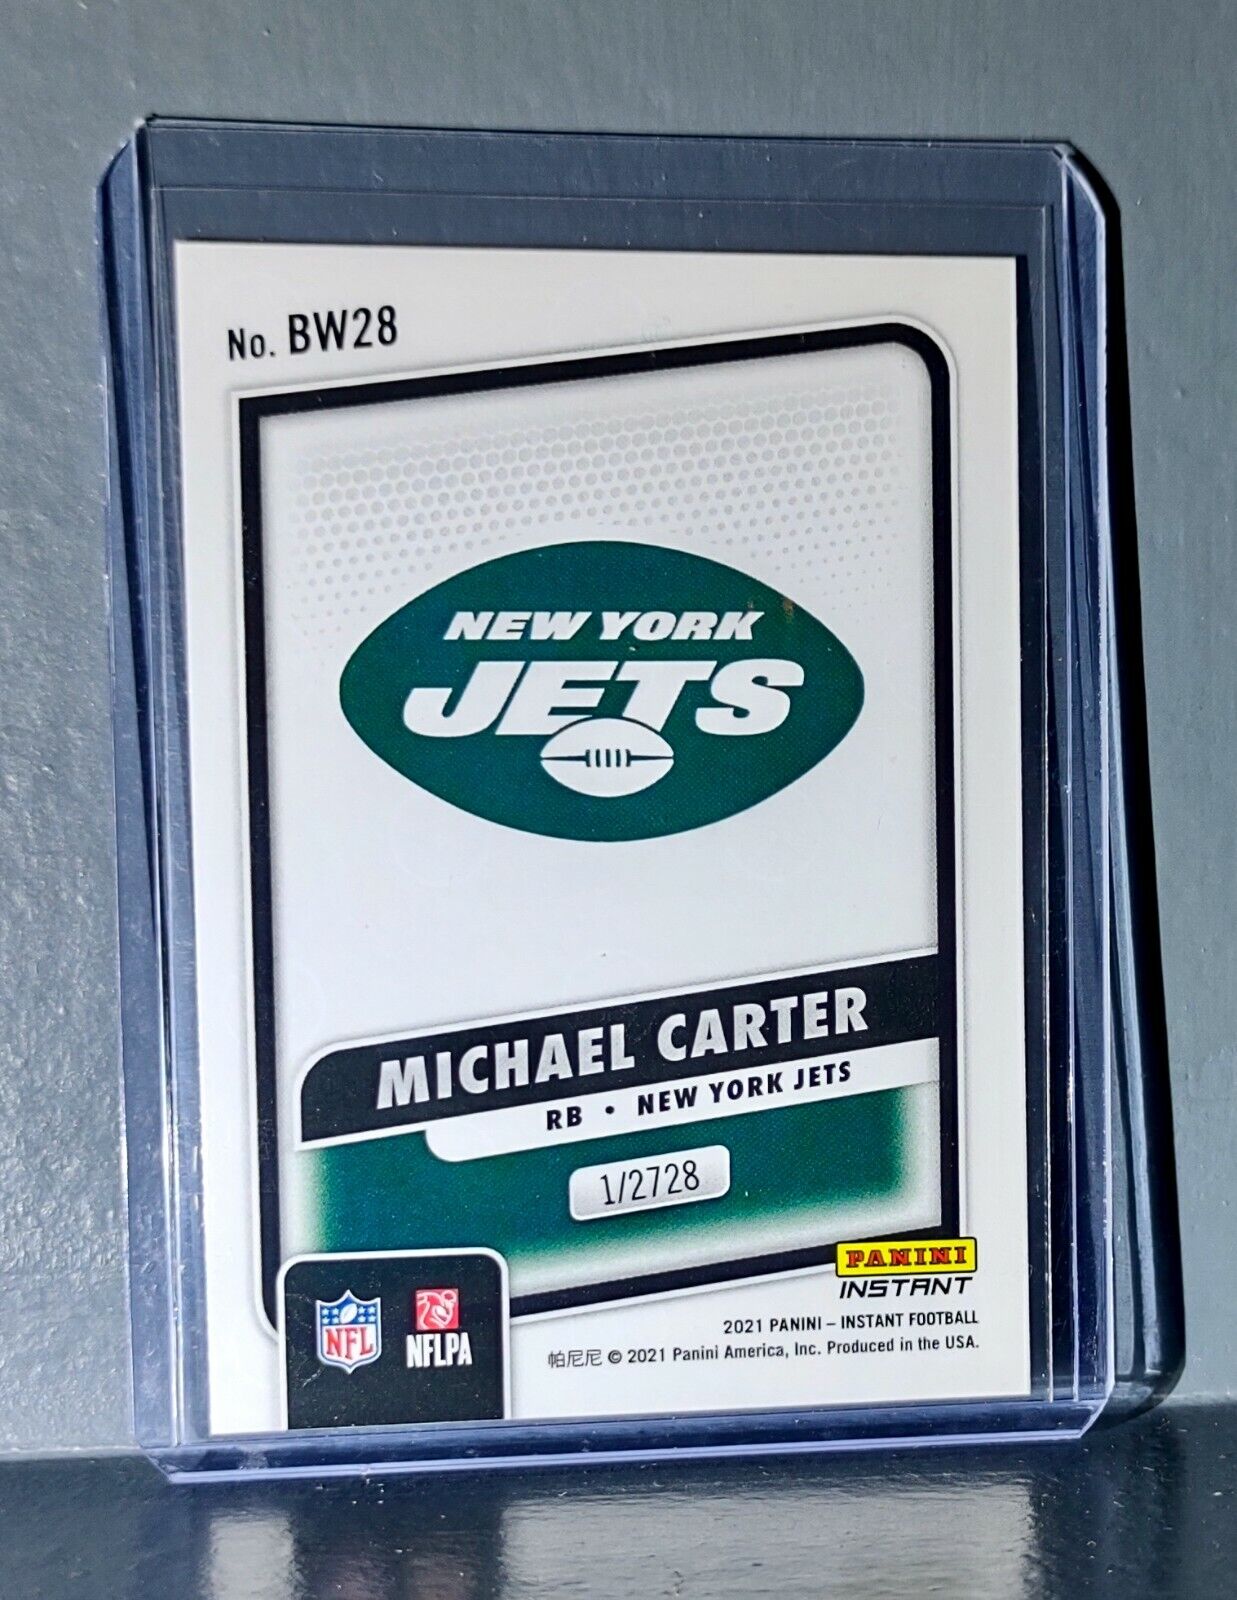 No. BW28
NEW YORK
JETS
MICHAEL CARTER
RB • NEW YORK JETS
1/2728
PANINI
INSTANT
NFL
NFLPA
2021 PANINI – INSTANT FOOTBALL
帕尼尼 © 2021 Panini America, Inc. Produced in the USA.